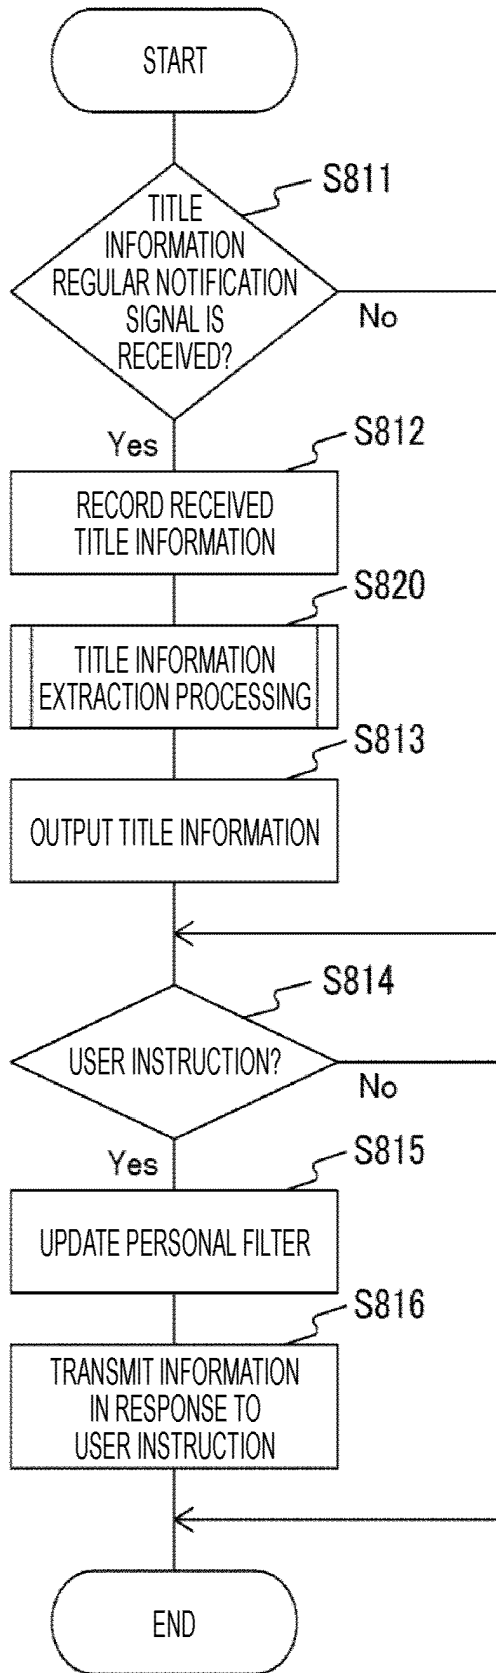 START
S811
TITLE
INFORMATION
REGULAR NOTIFICATION
SIGNAL IS
RECEIVED?
No
Yes
S812
RECORD RECEIVED
TITLE INFORMATION
S820
TITLE INFORMATION
EXTRACTION PROCESSING
S813
OUTPUT TITLE INFORMATION
S814
USER INSTRUCTION?
No
Yes
S815
UPDATE PERSONAL FILTER
S816
TRANSMIT INFORMATION
IN RESPONSE TO
USER INSTRUCTION
END